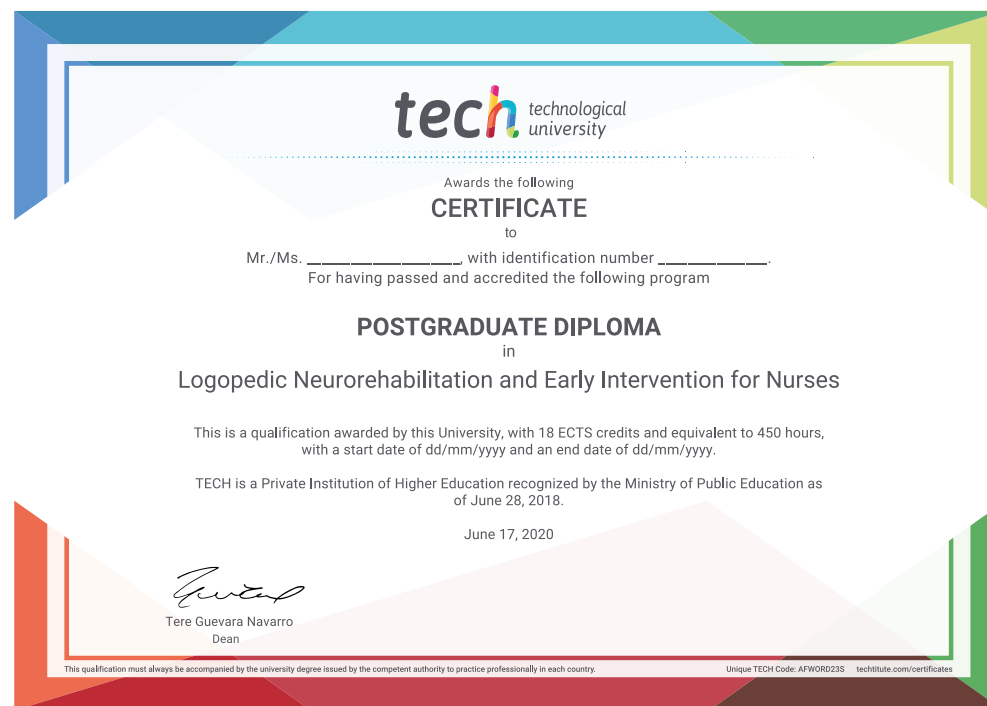 tech technological
university
Awards the following
CERTIFICATE
to
Mr./Ms. ____________________, with identification number ______________.
For having passed and accredited the following program
POSTGRADUATE DIPLOMA
in
Logopedic Neurorehabilitation and Early Intervention for Nurses
This is a qualification awarded by this University, with 18 ECTS credits and equivalent to 450 hours,
with a start date of dd/mm/yyyy and an end date of dd/mm/yyyy.
TECH is a Private Institution of Higher Education recognized by the Ministry of Public Education as
of June 28, 2018.
June 17, 2020
Tere Guevara Navarro
Dean
This qualification must always be accompanied by the university degree issued by the competent authority to practice professionally in each country.
Unique TECH Code: AFWORD23S techtitute.com/certificates